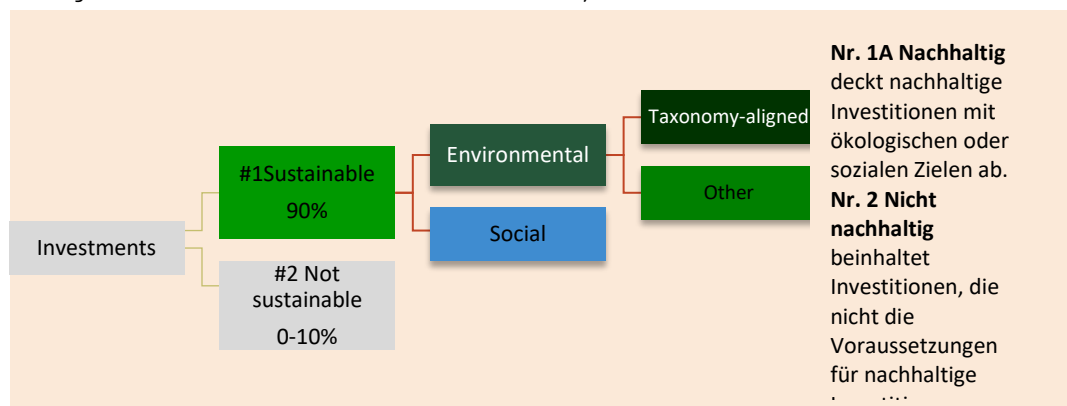 Investments
#1Sustainable
90%
#2 Not
sustainable
0-10%
Environmental
Social
Taxonomy-aligned
Other
Nr. 1A Nachhaltig
deckt nachhaltige
Investitionen mit
ökologischen oder
sozialen Zielen ab.
Nr. 2 Nicht
nachhaltig
beinhaltet
Investitionen, die
nicht die
Voraussetzungen
für nachhaltige